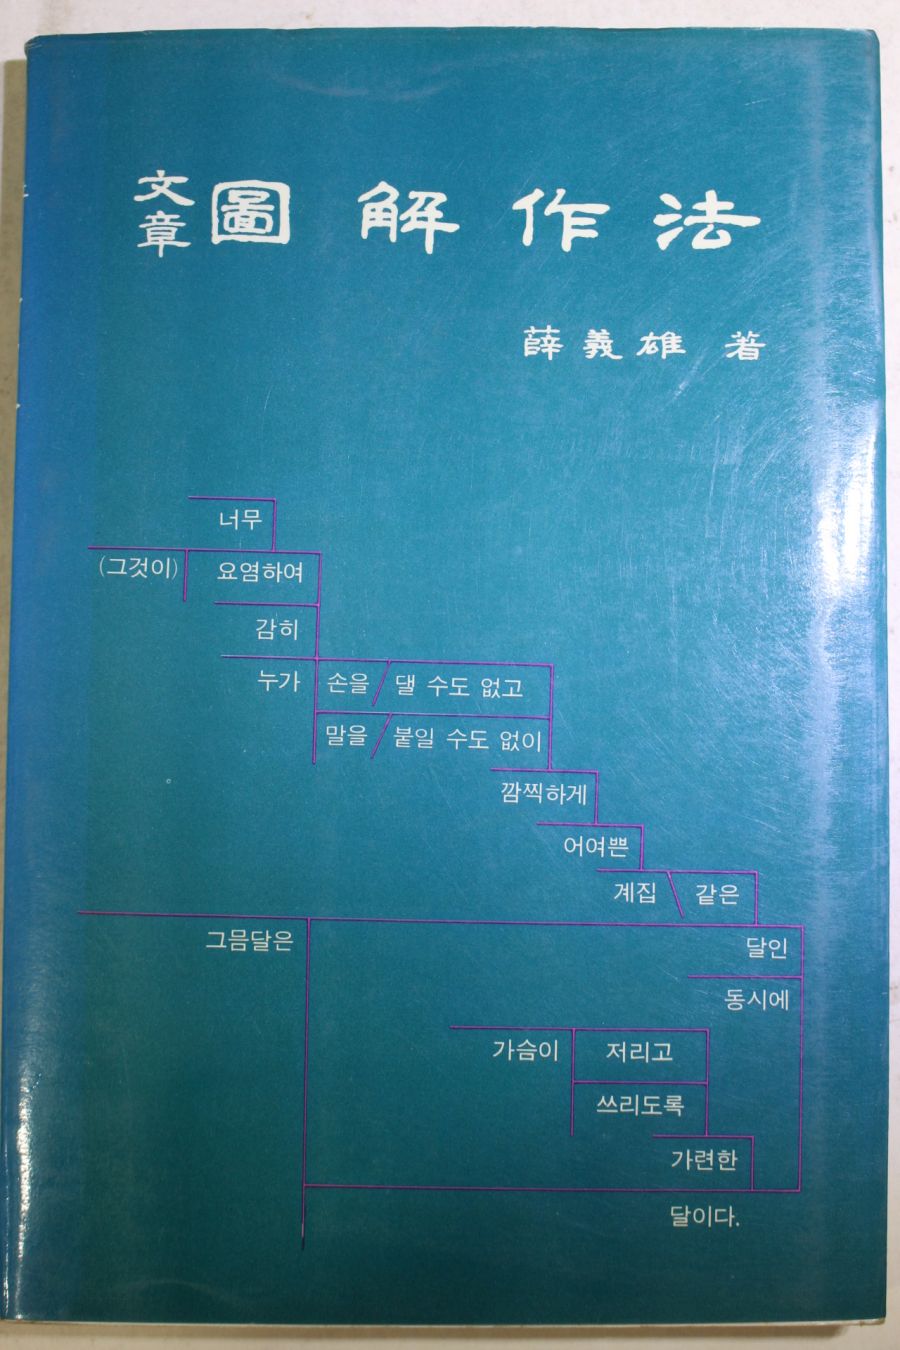 文章圖解作法
薛義雄 著
너무
(그것이) 요염하여
감히
누가 손을 댈 수도 없고
말을 붙일 수도 없이
깜찍하게
어여쁜
계집 같은
그믐달은 달인
동시에
가슴이 저리고
쓰리도록
가련한
달이다.